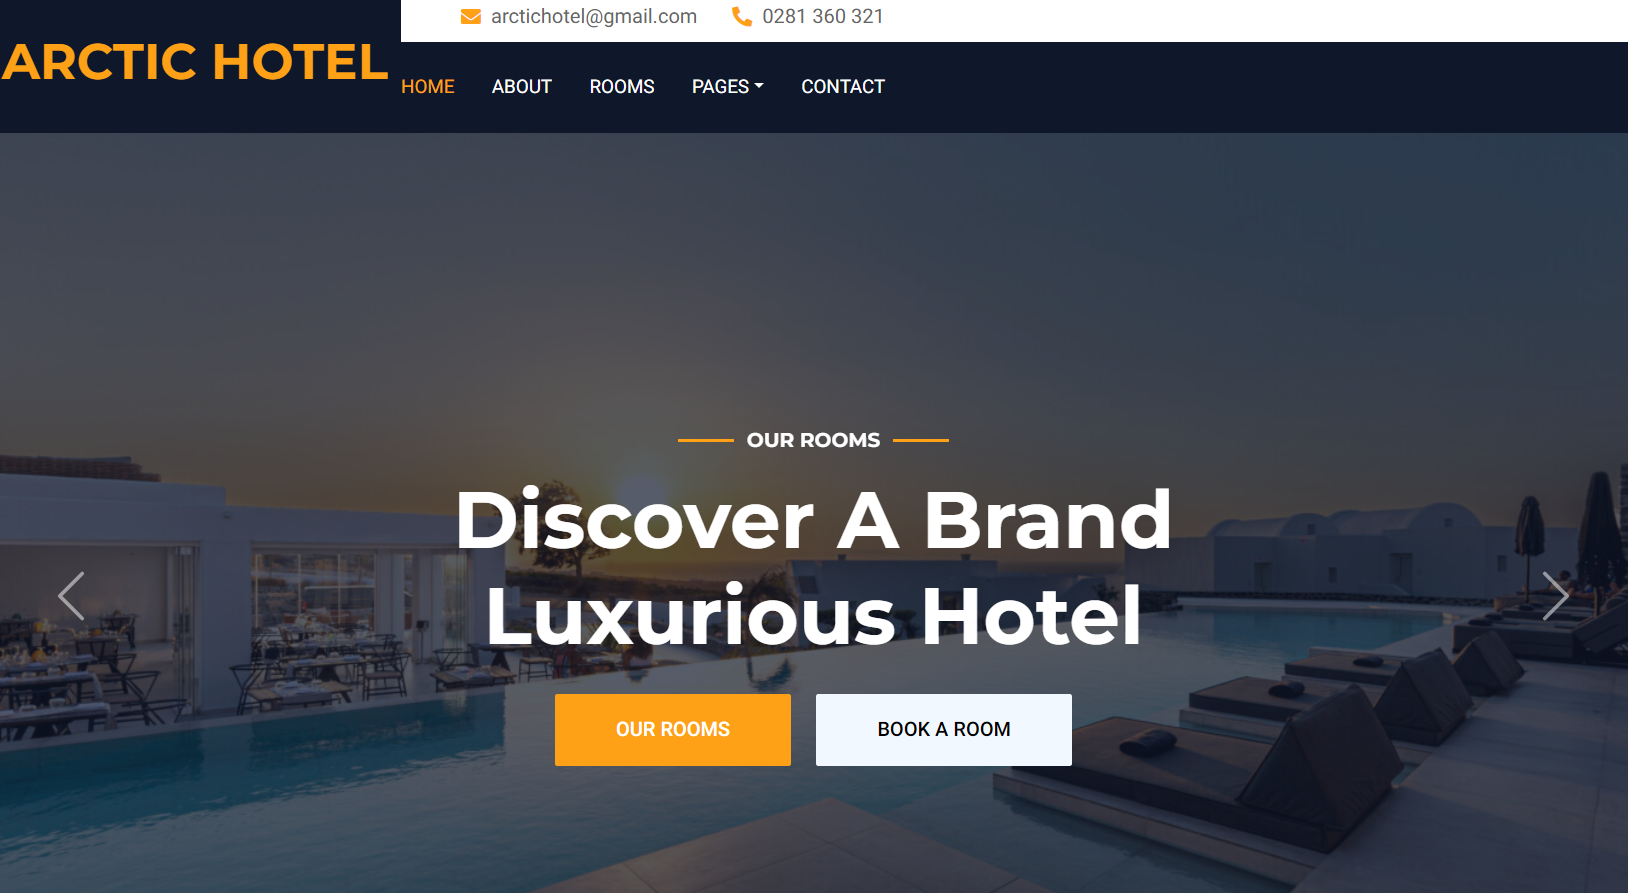 arctichotel@gmail.com 0281 360 321
ARCTIC HOTEL
HOME ABOUT ROOMS PAGES CONTACT
OUR ROOMS
Discover A Brand
Luxurious Hotel
OUR ROOMS BOOK A ROOM